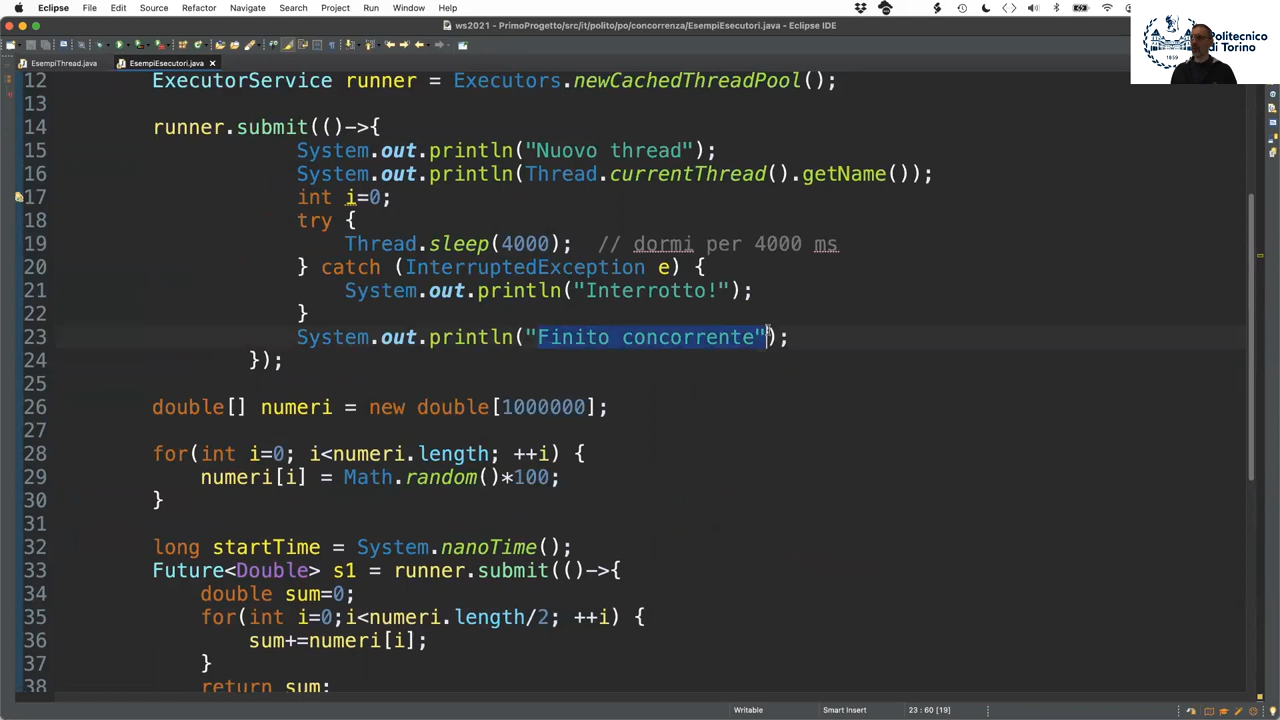 Eclipse File Edit Source Refactor Navigate Search Project Run Window Help
ws2021 - PrimoProgetto/src/it/polito/po/concorrenza/EsempiEsecutori.java - Eclipse IDE
Politecnico
di Torino
1859
EsempiThread.java EsempiEsecutori.java
12 ExecutorService runner = Executors.newCachedThreadPool();
13
14 runner.submit(()->{
15 System.out.println("Nuovo thread");
16 System.out.println(Thread.currentThread().getName());
17 int i=0;
18 try {
19 Thread.sleep(4000); // dormi per 4000 ms
20 } catch (InterruptedException e) {
21 System.out.println("Interrotto!");
22 }
23 System.out.println("Finito concorrente");
24 });
25
26 double[] numeri = new double[1000000];
27
28 for(int i=0; i<numeri.length; ++i) {
29 numeri[i] = Math.random()*100;
30 }
31
32 long startTime = System.nanoTime();
33 Future<Double> s1 = runner.submit(()->{
34 double sum=0;
35 for(int i=0;i<numeri.length/2; ++i) {
36 sum+=numeri[i];
37 }
38 return sum;
Writable Smart Insert 23 : 60 [19]